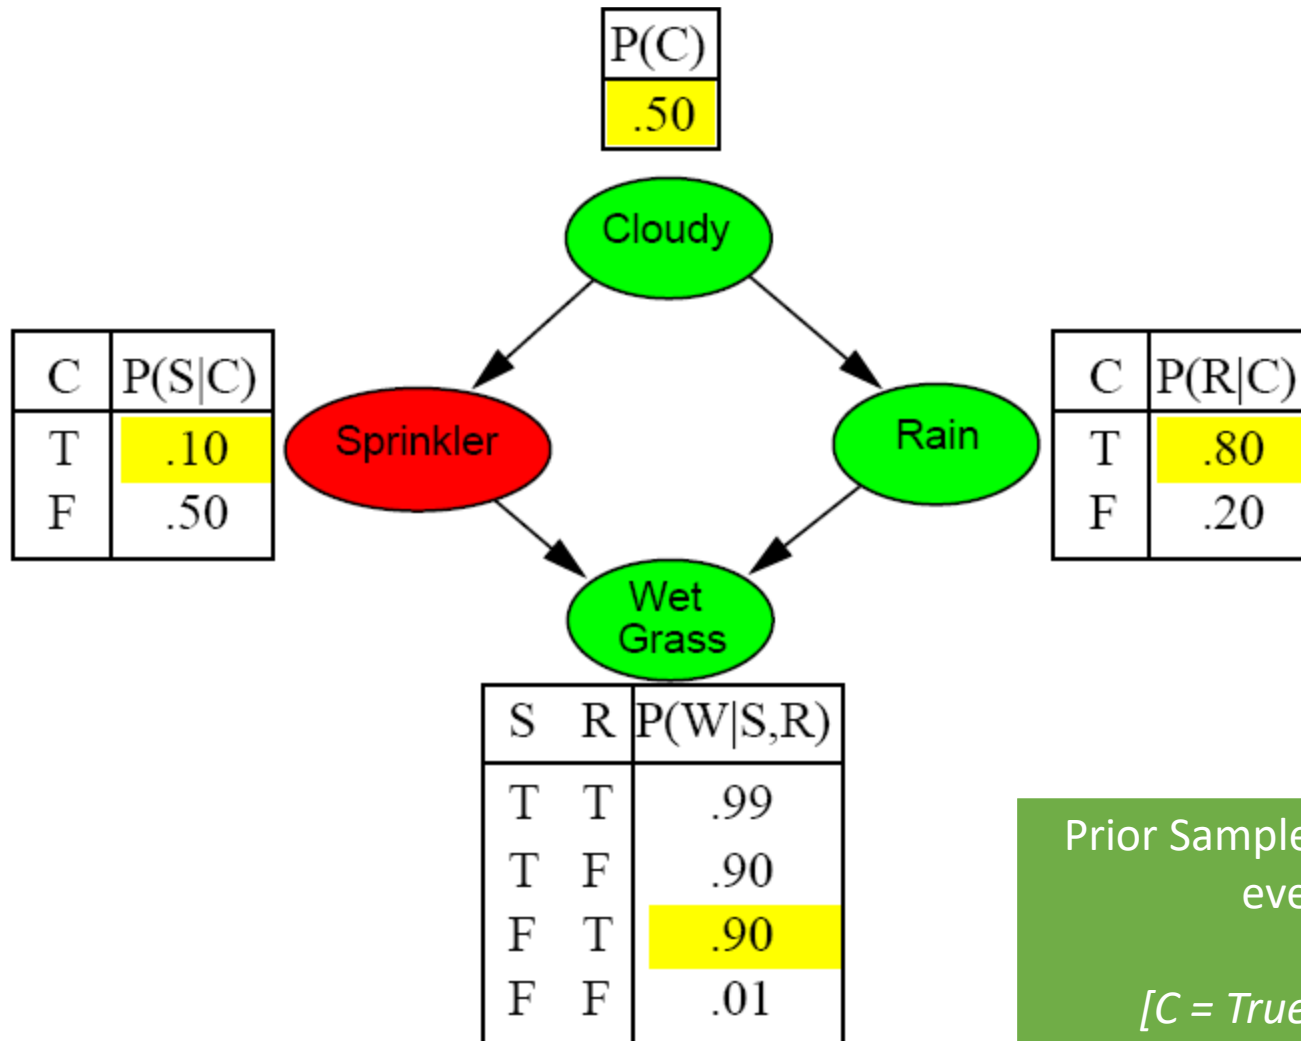 P(C)
.50
Cloudy
C P(S|C)
T .10
F .50
Sprinkler
Rain
C P(R|C)
T .80
F .20
Wet
Grass
S R P(W|S,R)
T T .99
T F .90
F T .90
F F .01
Prior Sample
eve
[C = True